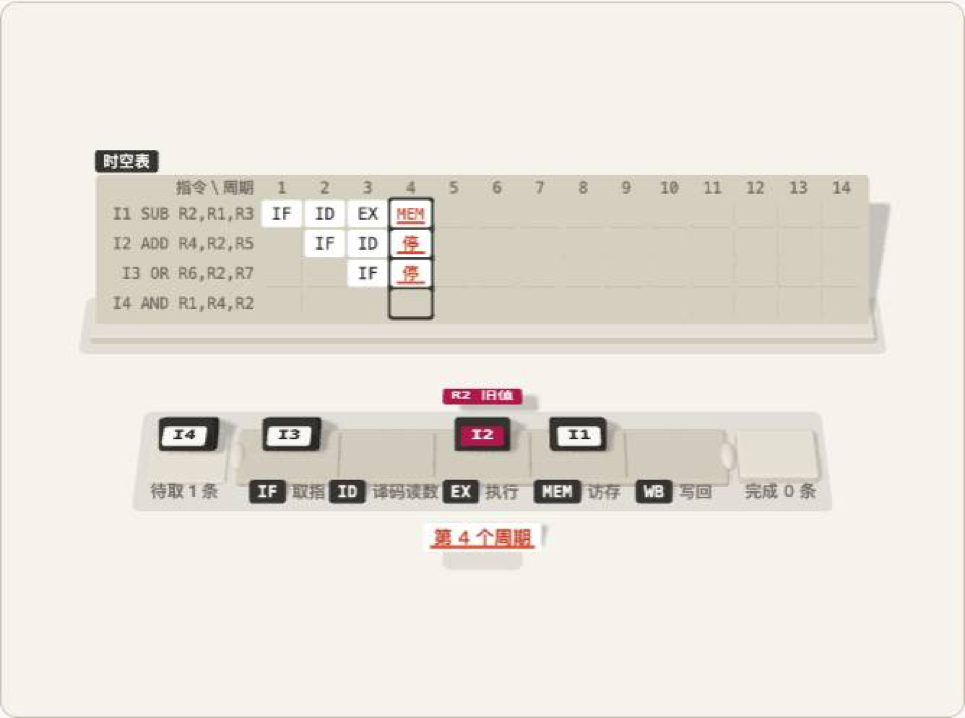 时空表
指令 \ 周期 1 2 3 4 5 6 7 8 9 10 11 12 13 14
I1 SUB R2,R1,R3 IF ID EX MEM
I2 ADD R4,R2,R5 IF ID 停
I3 OR R6,R2,R7 IF 停
I4 AND R1,R4,R2
R2 旧值
I4 I3 I2 I1
待取 1 条 IF 取指 ID 译码读数 EX 执行 MEM 访存 WB 写回 完成 0 条
第 4 个周期